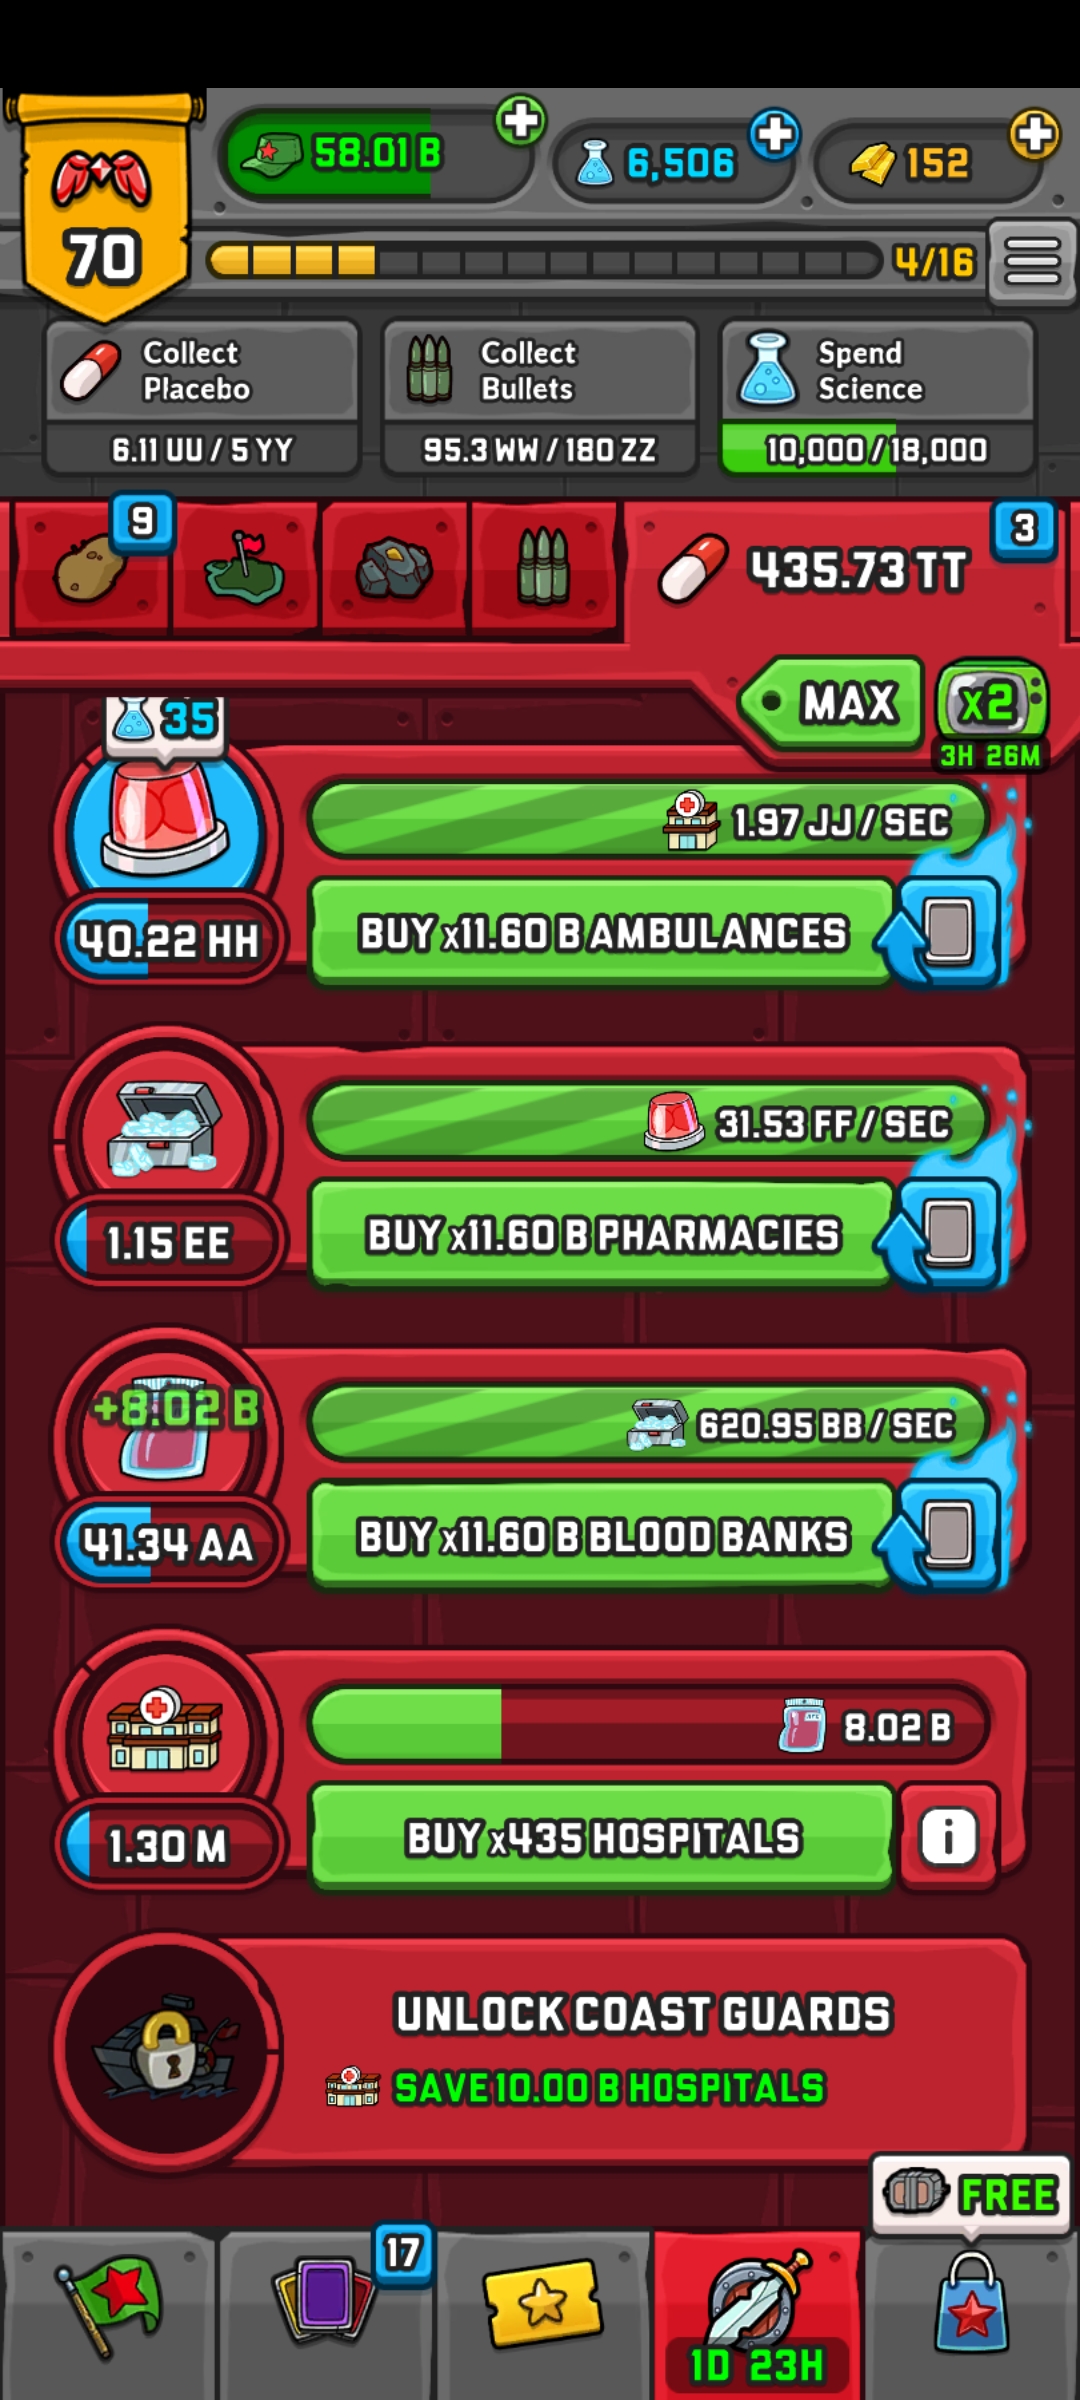 58.01 B
6,506
152
70
4/16
Collect
Placebo
6.11 UU / 5 YY
Collect
Bullets
95.3 WW / 180 ZZ
Spend
Science
10,000 / 18,000
9
3
435.73 TT
MAX
x2
3H 26M
35
1.97 JJ / SEC
40.22 HH
BUY x11.60 B AMBULANCES
31.53 FF / SEC
1.15 EE
BUY x11.60 B PHARMACIES
+8.02 B
620.95 BB / SEC
41.34 AA
BUY x11.60 B BLOOD BANKS
8.02 B
1.30 M
BUY x435 HOSPITALS
i
UNLOCK COAST GUARDS
SAVE 10.00 B HOSPITALS
FREE
17
1D 23H